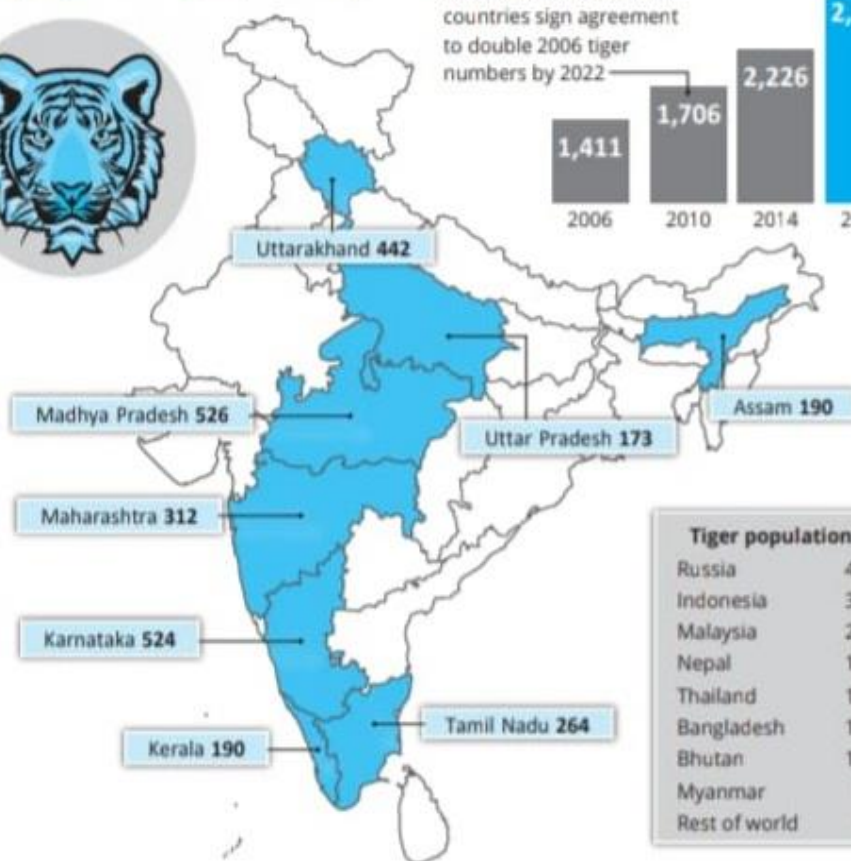 countries sign agreement
to double 2006 tiger
numbers by 2022
1,411
1,706
2,226
2006
2010
2014
Uttarakhand 442
Madhya Pradesh 526
Assam 190
Uttar Pradesh 173
Maharashtra 312
Karnataka 524
Tamil Nadu 264
Kerala 190
Tiger population
Russia
Indonesia
Malaysia
Nepal
Thailand
Bangladesh
Bhutan
Myanmar
Rest of world